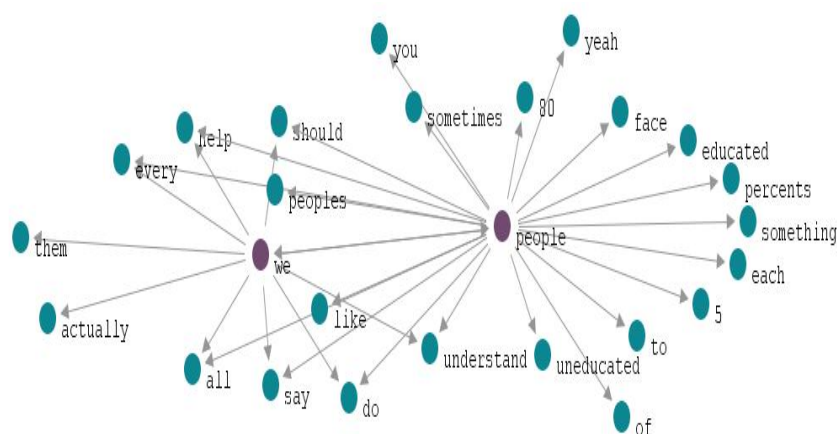 yeah
you
80
sometimes
face
should
help
educated
every
percents
peoples
something
people
them
we
each
5
like
actually
to
understand
uneducated
all
say
do
of